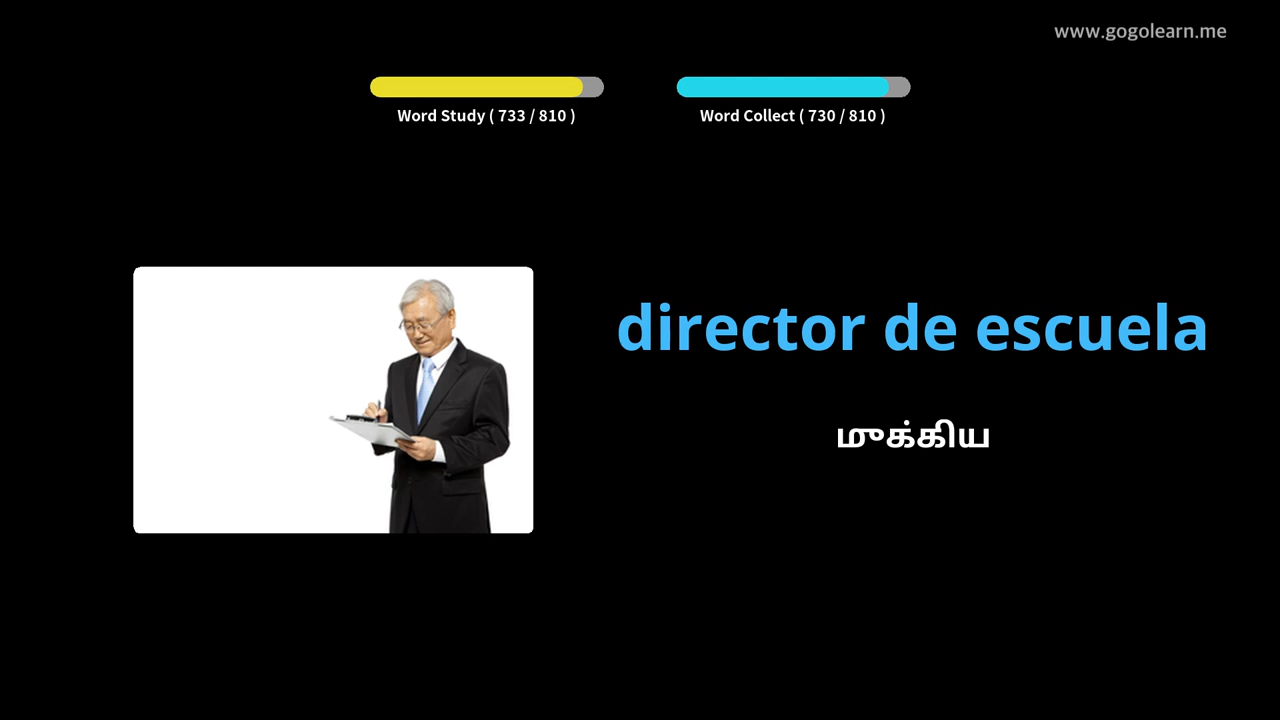 www.gogolearn.me
Word Study ( 733 / 810 )
Word Collect ( 730 / 810 )
director de escuela
முக்கிய